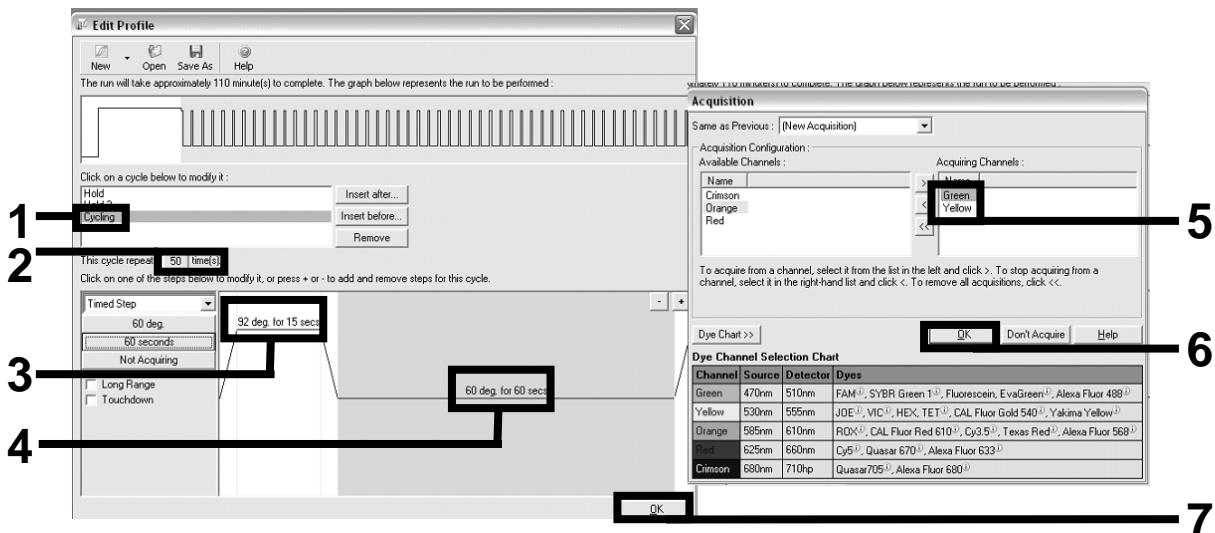 Edit Profile
New Open Save As Help
The run will take approximately 110 minute(s) to complete. The graph below represents the run to be performed :
Click on a cycle below to modify it :
Hold
Cycling
Insert after...
Insert before...
Remove
This cycle repeat 50 time(s).
Click on one of the steps below to modify it, or press + or - to add and remove steps for this cycle.
Timed Step
60 deg.
60 seconds
Not Acquiring
Long Range
Touchdown
92 deg. for 15 secs
60 deg. for 60 secs
- +
OK
1
2
3
4
Acquisition
Same as Previous : (New Acquisition)
Acquisition Configuration :
Available Channels :
Name
Crimson
Orange
Red
>
<
<<
Acquiring Channels :
Name
Green
Yellow
To acquire from a channel, select it from the list in the left and click >. To stop acquiring from a
channel, select it in the right-hand list and click <. To remove all acquisitions, click <<.
Dye Chart >> OK Don't Acquire Help
Dye Channel Selection Chart
Channel Source Detector Dyes
Green 470nm 510nm FAM, SYBR Green 1, Fluorescein, EvaGreen, Alexa Fluor 488
Yellow 530nm 555nm JOE, VIC, HEX, TET, CAL Fluor Gold 540, Yakima Yellow
Orange 585nm 610nm ROX, CAL Fluor Red 610, Cy3.5, Texas Red, Alexa Fluor 568
Red 625nm 660nm Cy5, Quasar 670, Alexa Fluor 633
Crimson 680nm 710hp Quasar705, Alexa Fluor 680
5
6
7